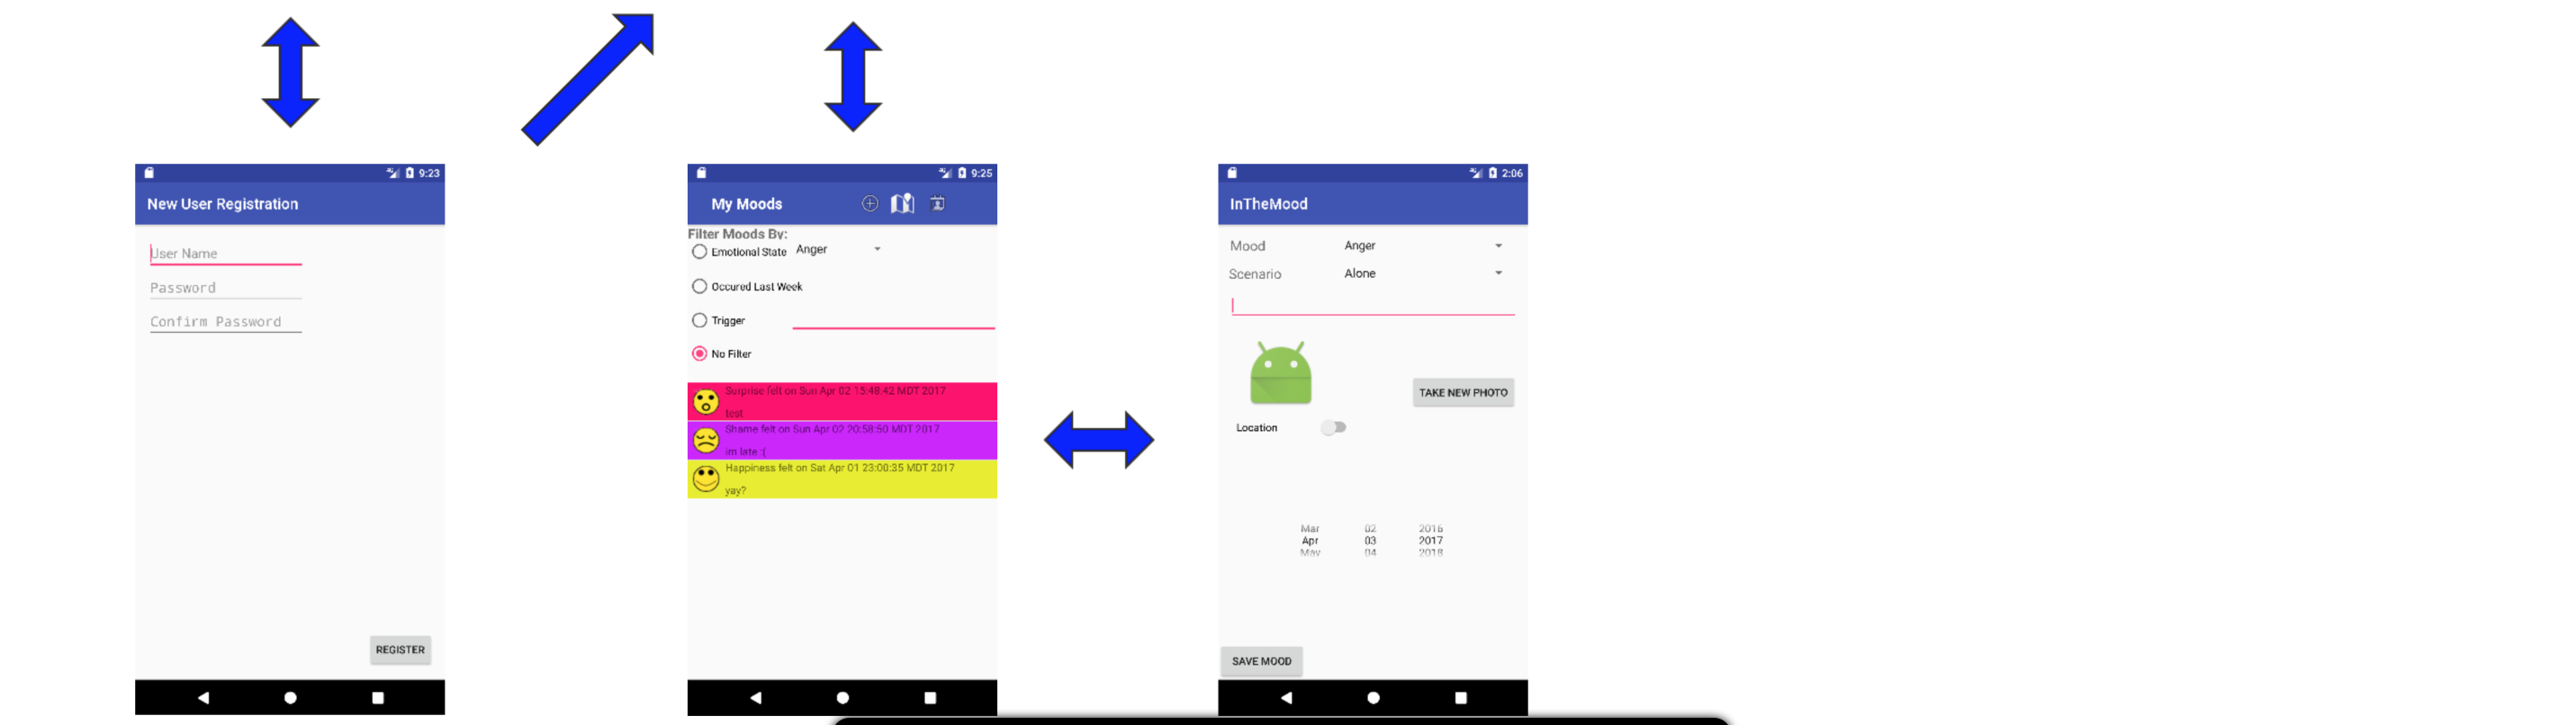 9:23
New User Registration
User Name
Password
Confirm Password
REGISTER
9:25
My Moods
Filter Moods By:
Emotional State Anger
Occured Last Week
Trigger
No Filter
Surprise felt on Sun Apr 02 15:48:42 MDT 2017
test
Shame felt on Sun Apr 02 20:58:50 MDT 2017
im late :(
Happiness felt on Sat Apr 01 23:00:35 MDT 2017
yay?
2:06
InTheMood
Mood Anger
Scenario Alone
TAKE NEW PHOTO
Location
Mar 02 2016
Apr 03 2017
May 04 2018
SAVE MOOD